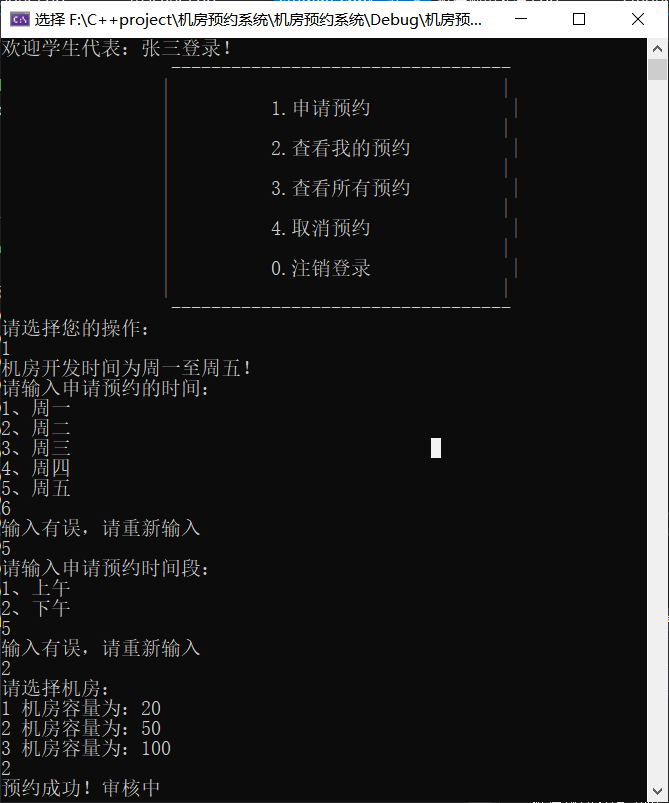 选择 F:\C++project\机房预约系统\机房预约系统\Debug\机房预...
欢迎学生代表：张三登录！
1.申请预约
2.查看我的预约
3.查看所有预约
4.取消预约
0.注销登录
请选择您的操作：
1
机房开发时间为周一至周五！
请输入申请预约的时间：
1、周一
2、周二
3、周三
4、周四
5、周五
6
输入有误，请重新输入
5
请输入申请预约时间段：
1、上午
2、下午
5
输入有误，请重新输入
2
请选择机房：
1 机房容量为：20
2 机房容量为：50
3 机房容量为：100
2
预约成功！审核中